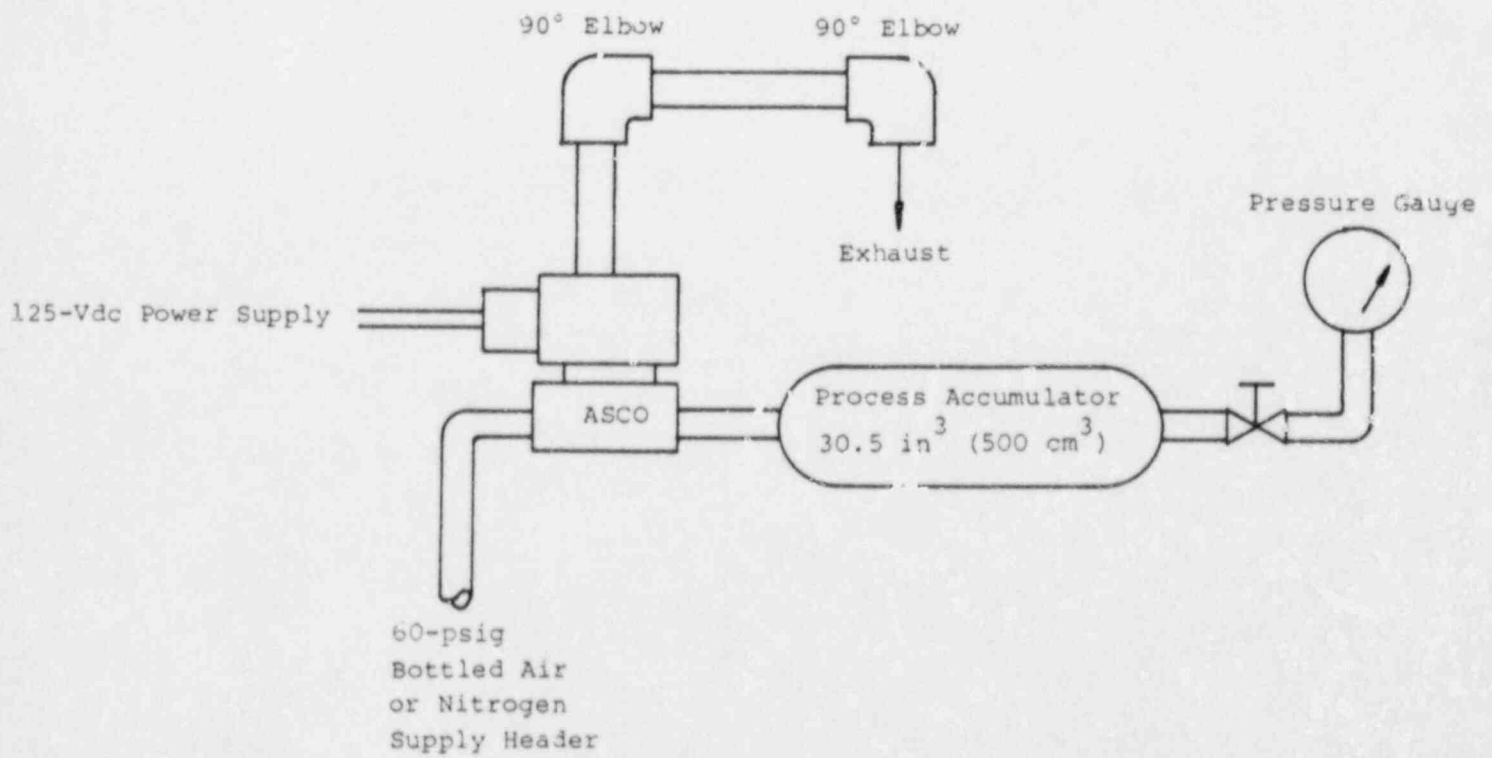 90° Elbow
90° Elbow
Pressure Gauge
Exhaust
125-Vdc Power Supply
Process Accumulator
30.5 in³ (500 cm³)
ASCO
60-psig
Bottled Air
or Nitrogen
Supply Header